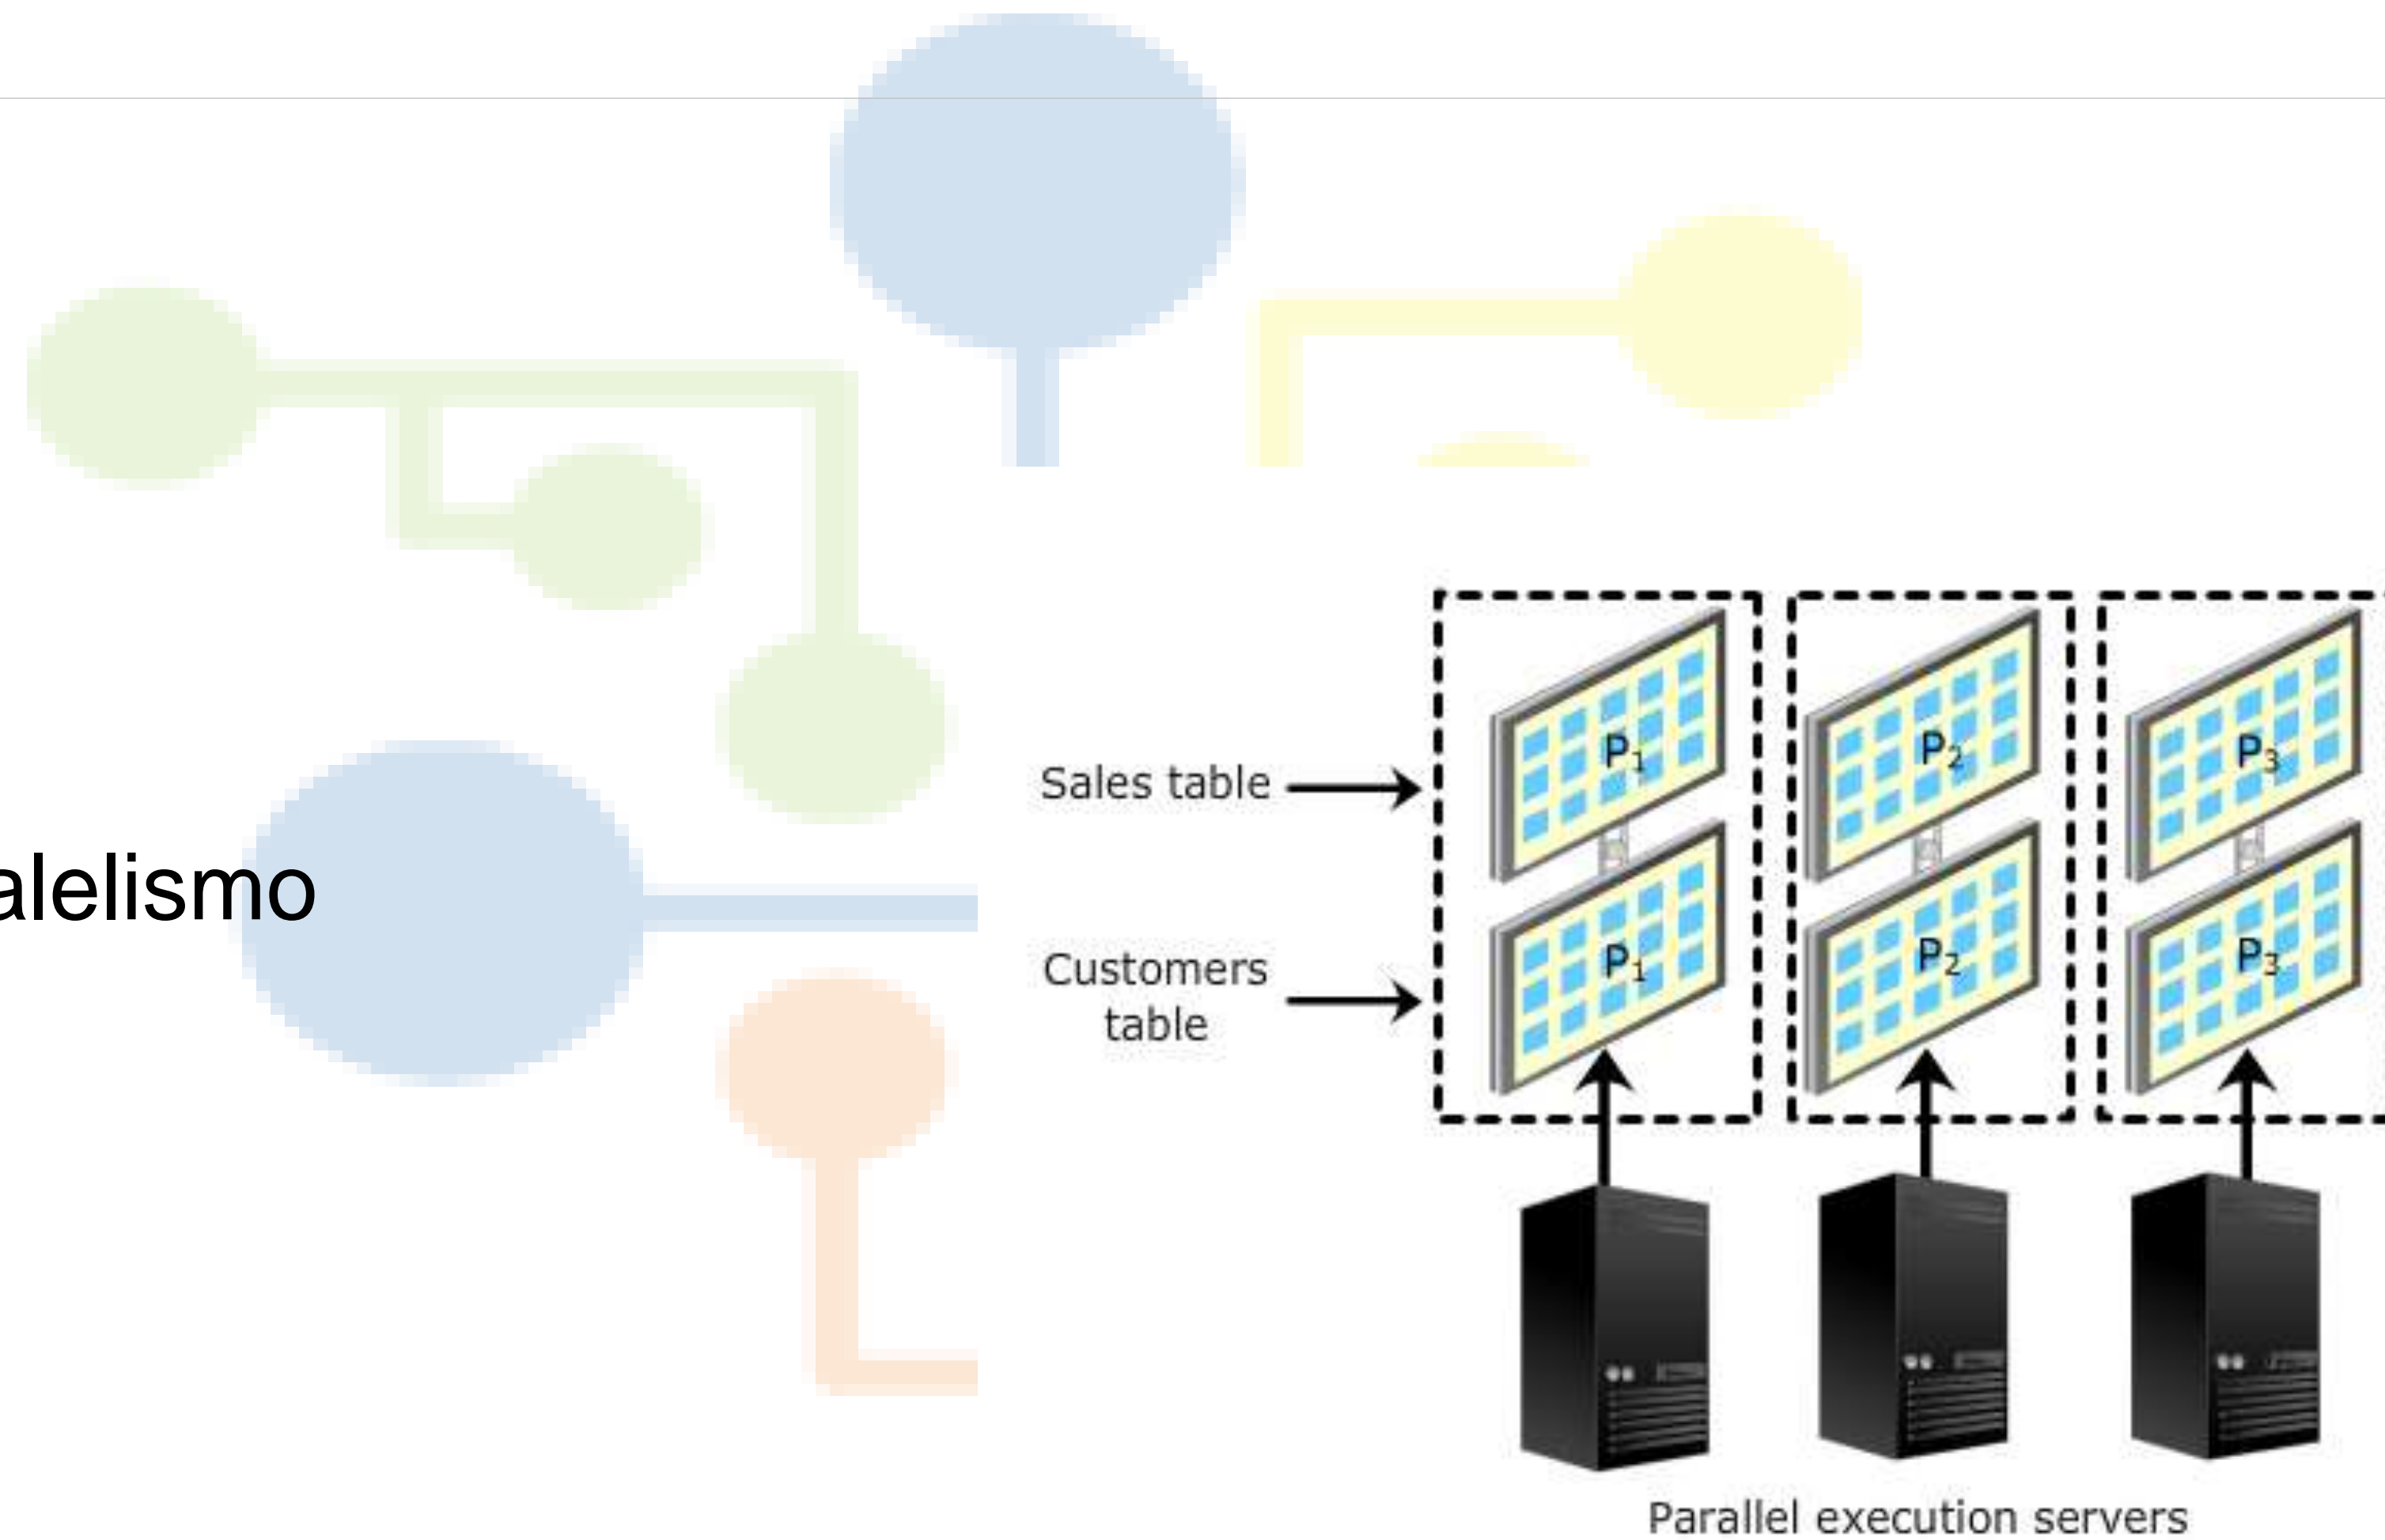 alelismo
Sales table
Customers
table
P1
P2
P3
P1
P2
P3
Parallel execution servers